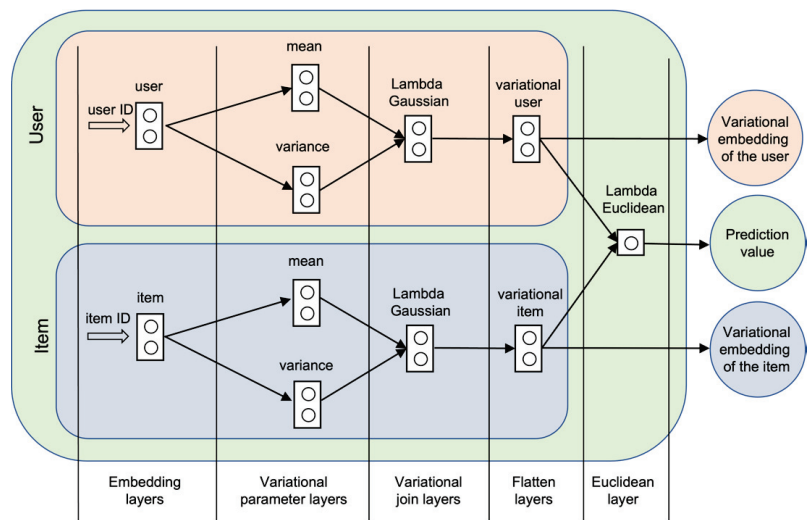 User
user ID
user
mean
variance
Lambda
Gaussian
variational
user
Variational
embedding
of the user
Lambda
Euclidean
Prediction
value
Item
item ID
item
mean
variance
Lambda
Gaussian
variational
item
Variational
embedding
of the item
Embedding
layers
Variational
parameter layers
Variational
join layers
Flatten
layers
Euclidean
layer